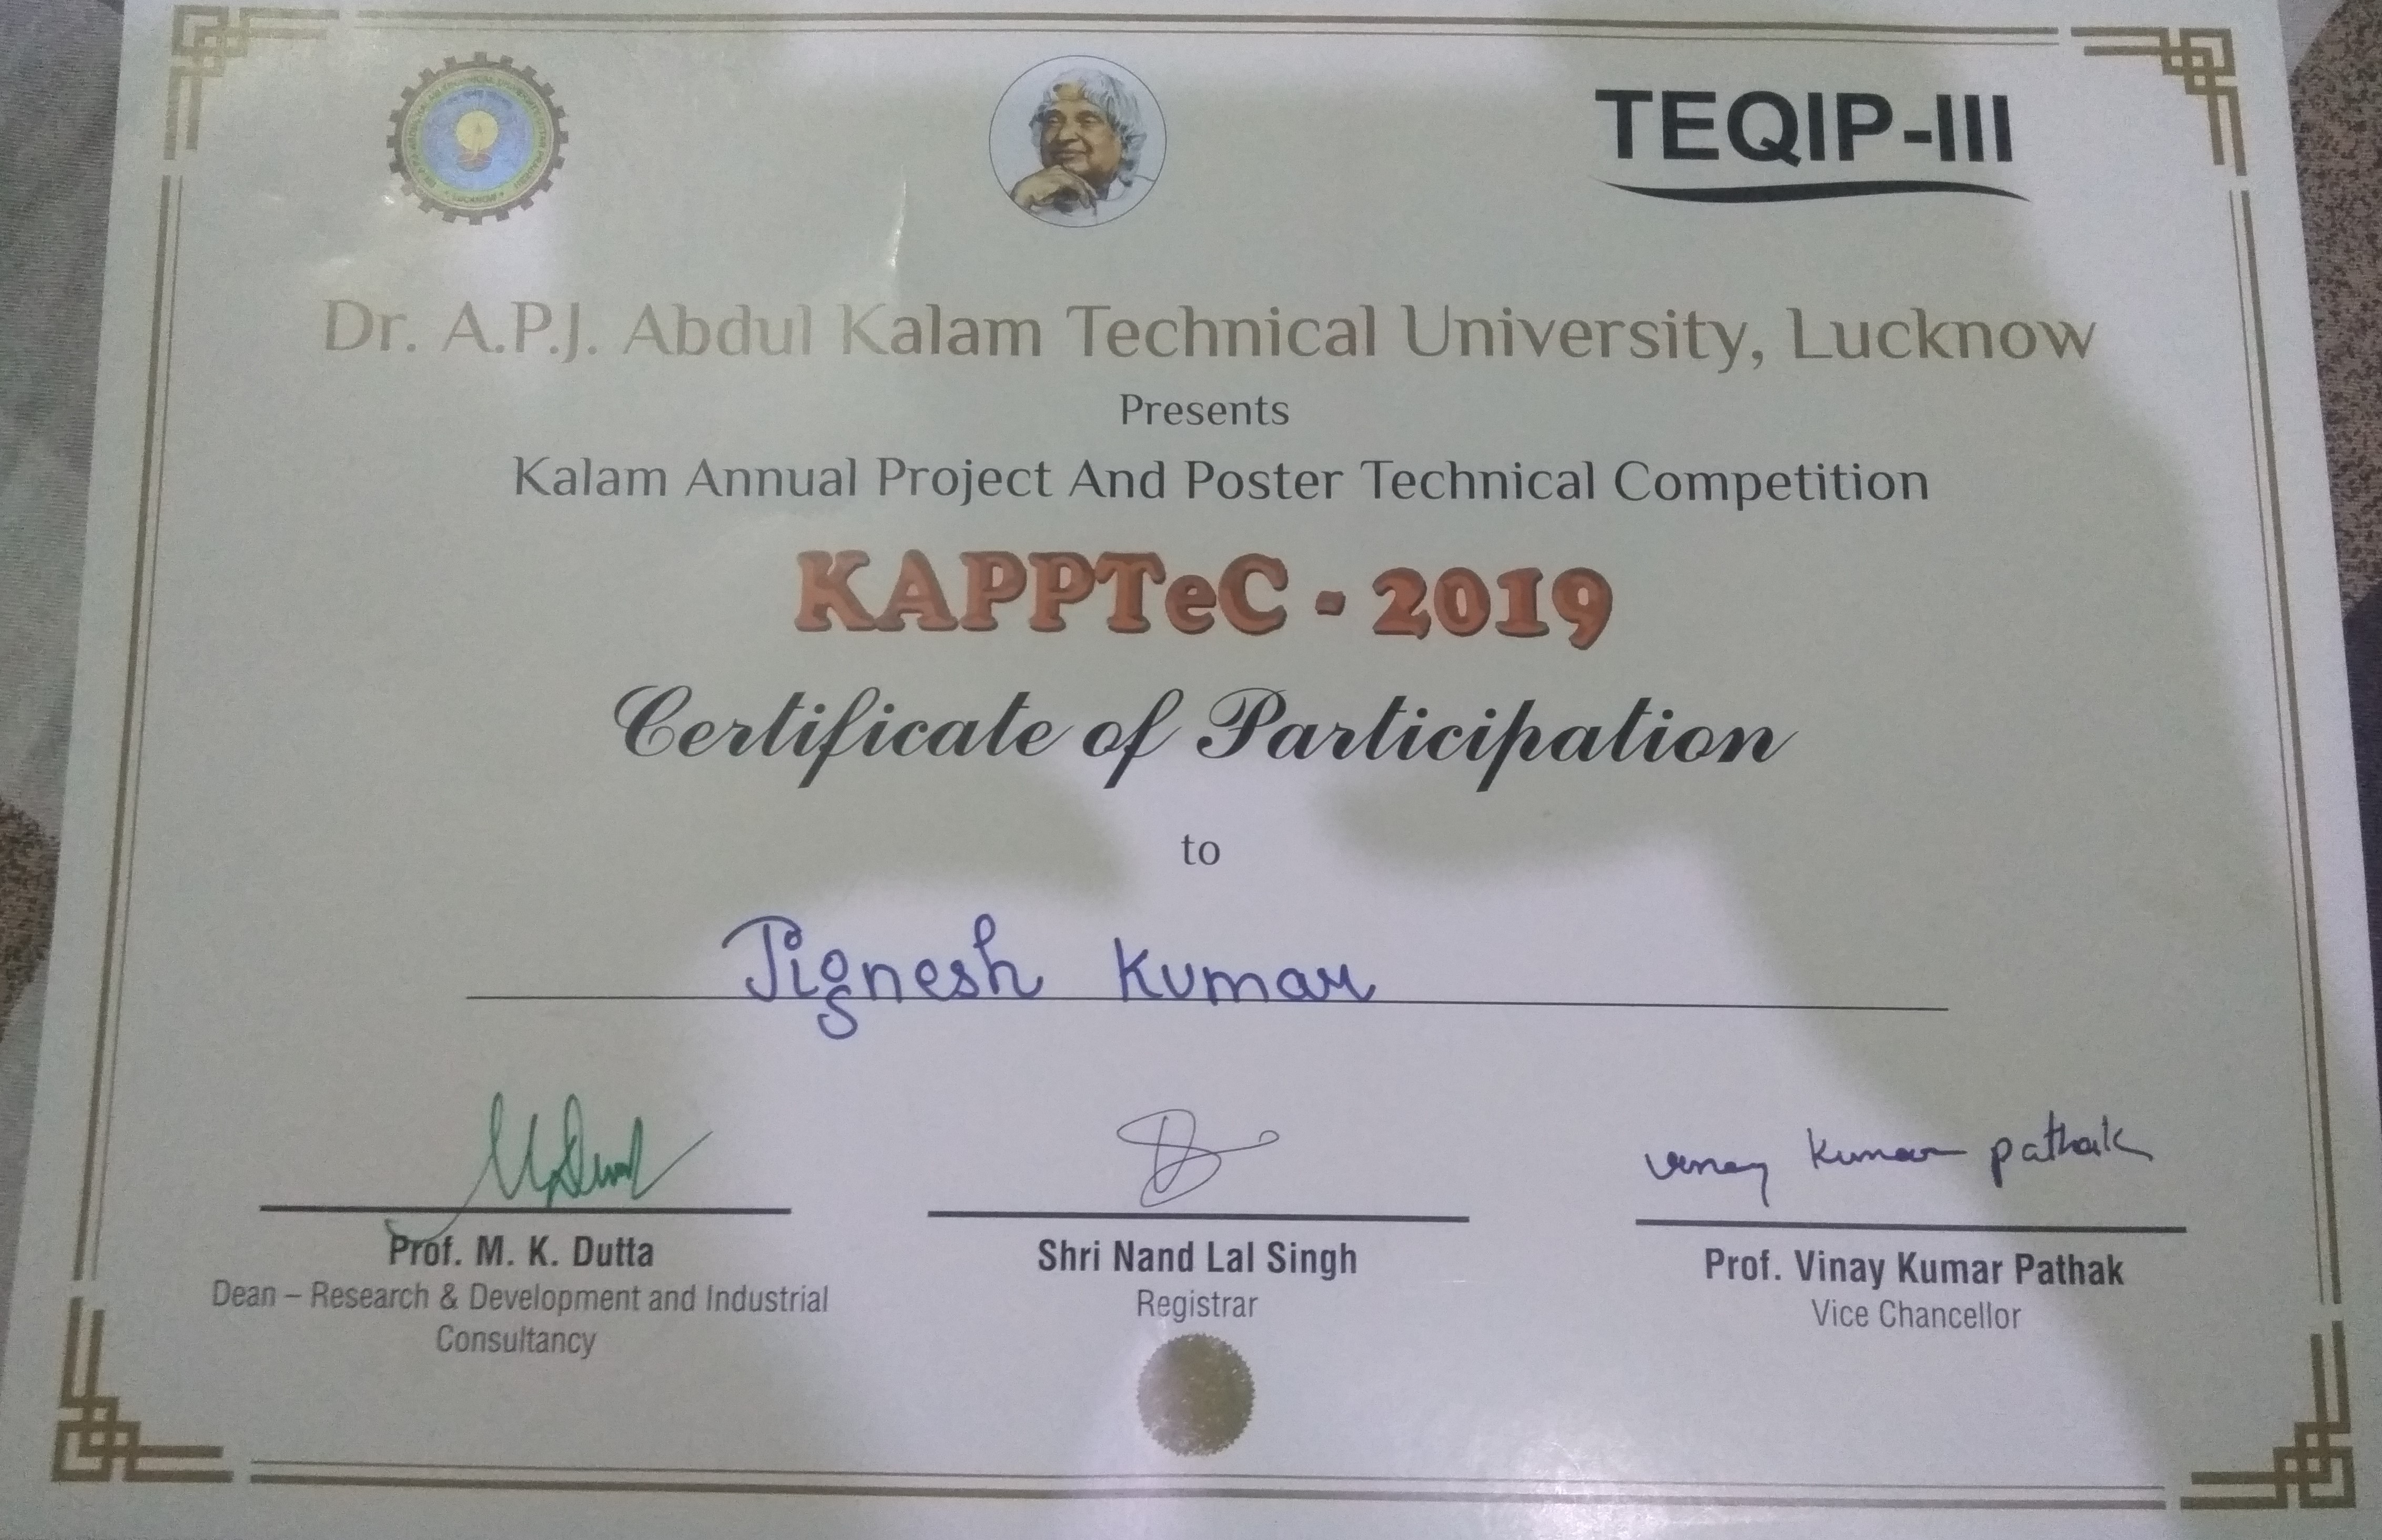 TEQIP-III
Dr. A.P.J. Abdul Kalam Technical University, Lucknow
Presents
Kalam Annual Project And Poster Technical Competition
KAPPTeC - 2019
Certificate of Participation
to
Jignesh Kumar
Vinay Kumar Pathak
Prof. M. K. Dutta
Dean – Research & Development and Industrial
Consultancy
Shri Nand Lal Singh
Registrar
Prof. Vinay Kumar Pathak
Vice Chancellor